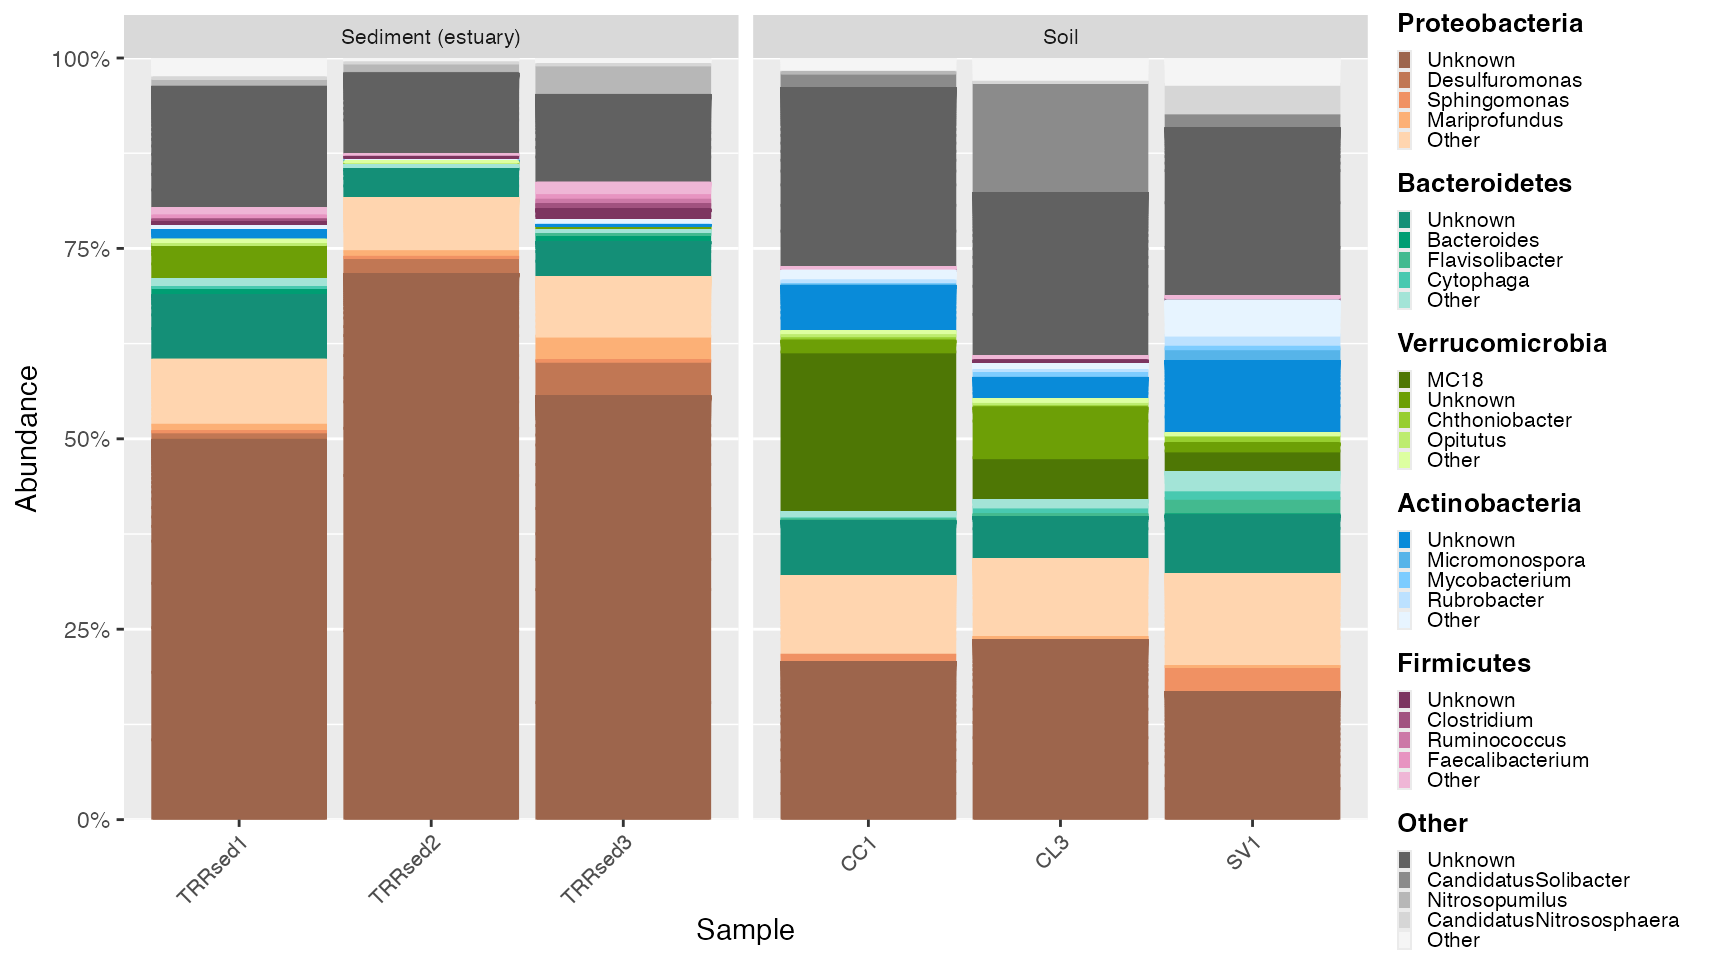 Sediment (estuary)
Soil
100%
75%
50%
25%
0%
Abundance
TRRsed1
TRRsed2
TRRsed3
CC1
CL3
SV1
Sample
Proteobacteria
Unknown
Desulfuromonas
Sphingomonas
Mariprofundus
Other
Bacteroidetes
Unknown
Bacteroides
Flavisolibacter
Cytophaga
Other
Verrucomicrobia
MC18
Unknown
Chthoniobacter
Opitutus
Other
Actinobacteria
Unknown
Micromonospora
Mycobacterium
Rubrobacter
Other
Firmicutes
Unknown
Clostridium
Ruminococcus
Faecalibacterium
Other
Other
Unknown
CandidatusSolibacter
Nitrosopumilus
CandidatusNitrososphaera
Other